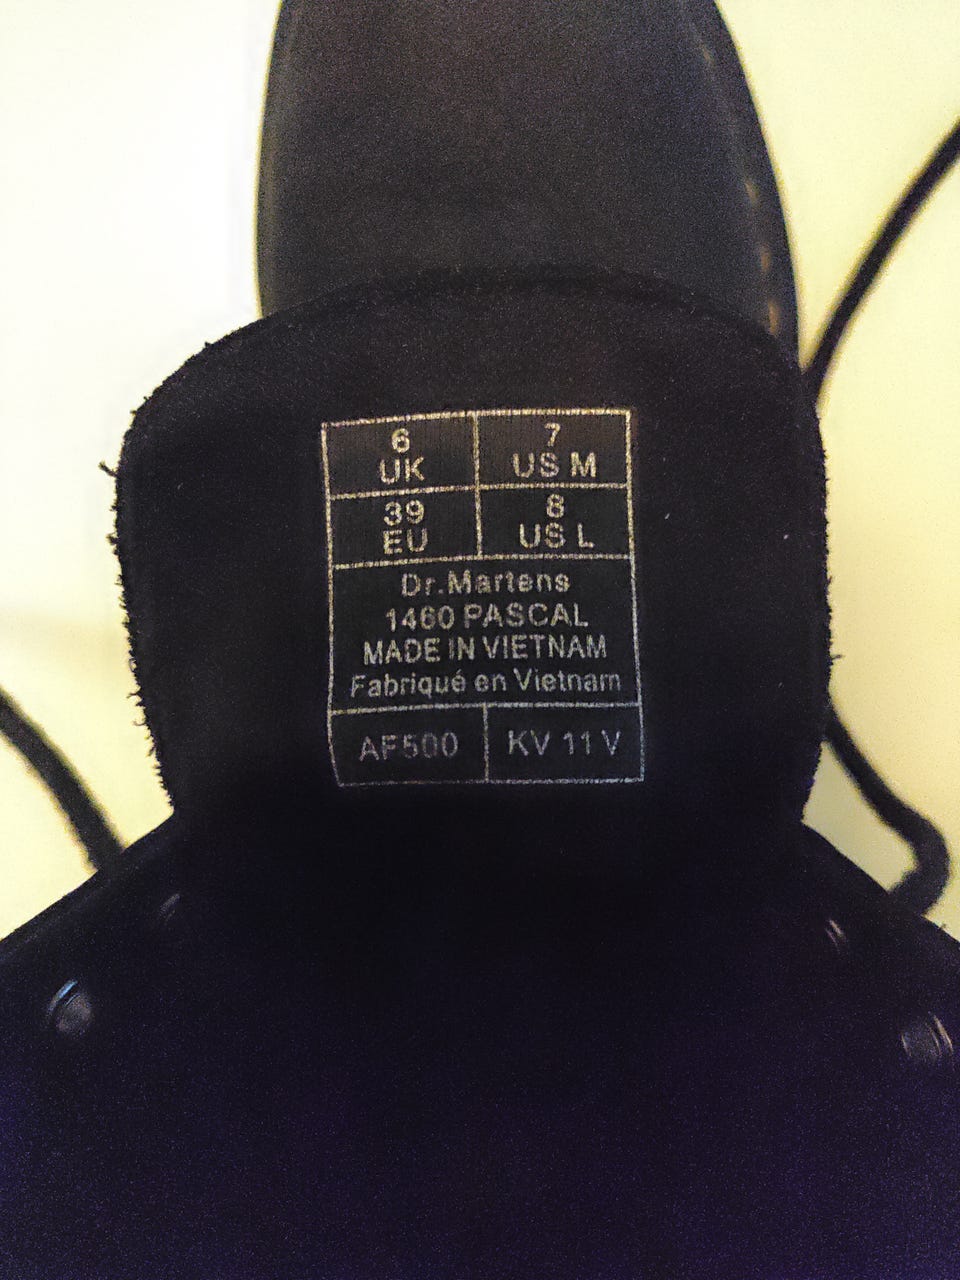 6
UK
7
US M
39
EU
8
US L
Dr.Martens
1460 PASCAL
MADE IN VIETNAM
Fabriqué en Vietnam
AF500
KV 11 V